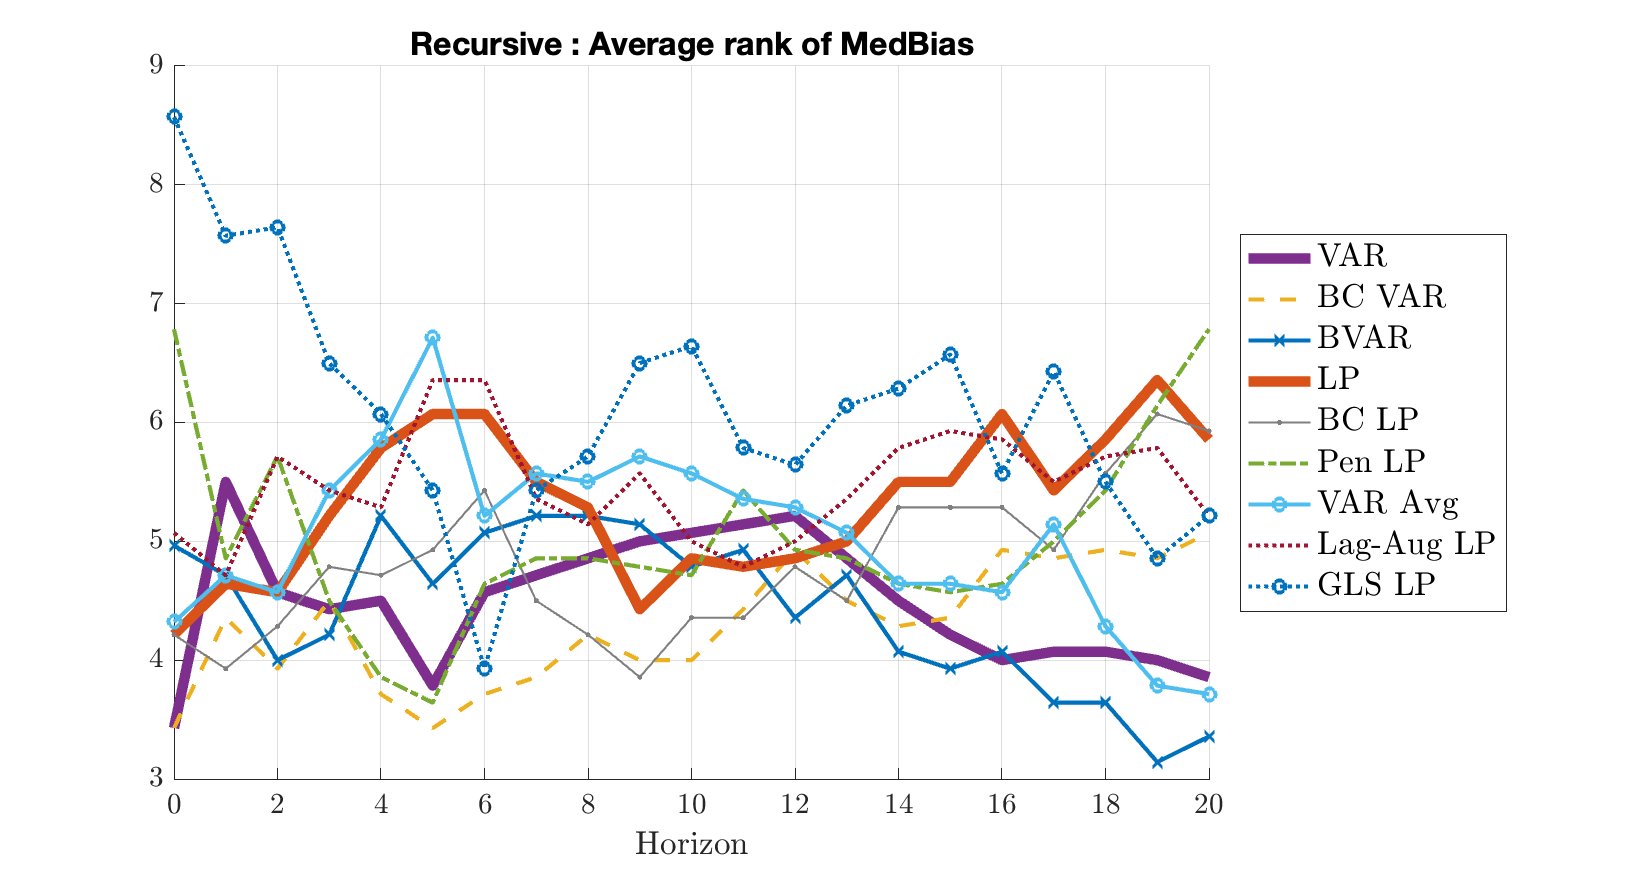 Recursive : Average rank of MedBias
9
8
7
6
5
4
3
0 2 4 6 8 10 12 14 16 18 20
Horizon
VAR
BC VAR
BVAR
LP
BC LP
Pen LP
VAR Avg
Lag-Aug LP
GLS LP